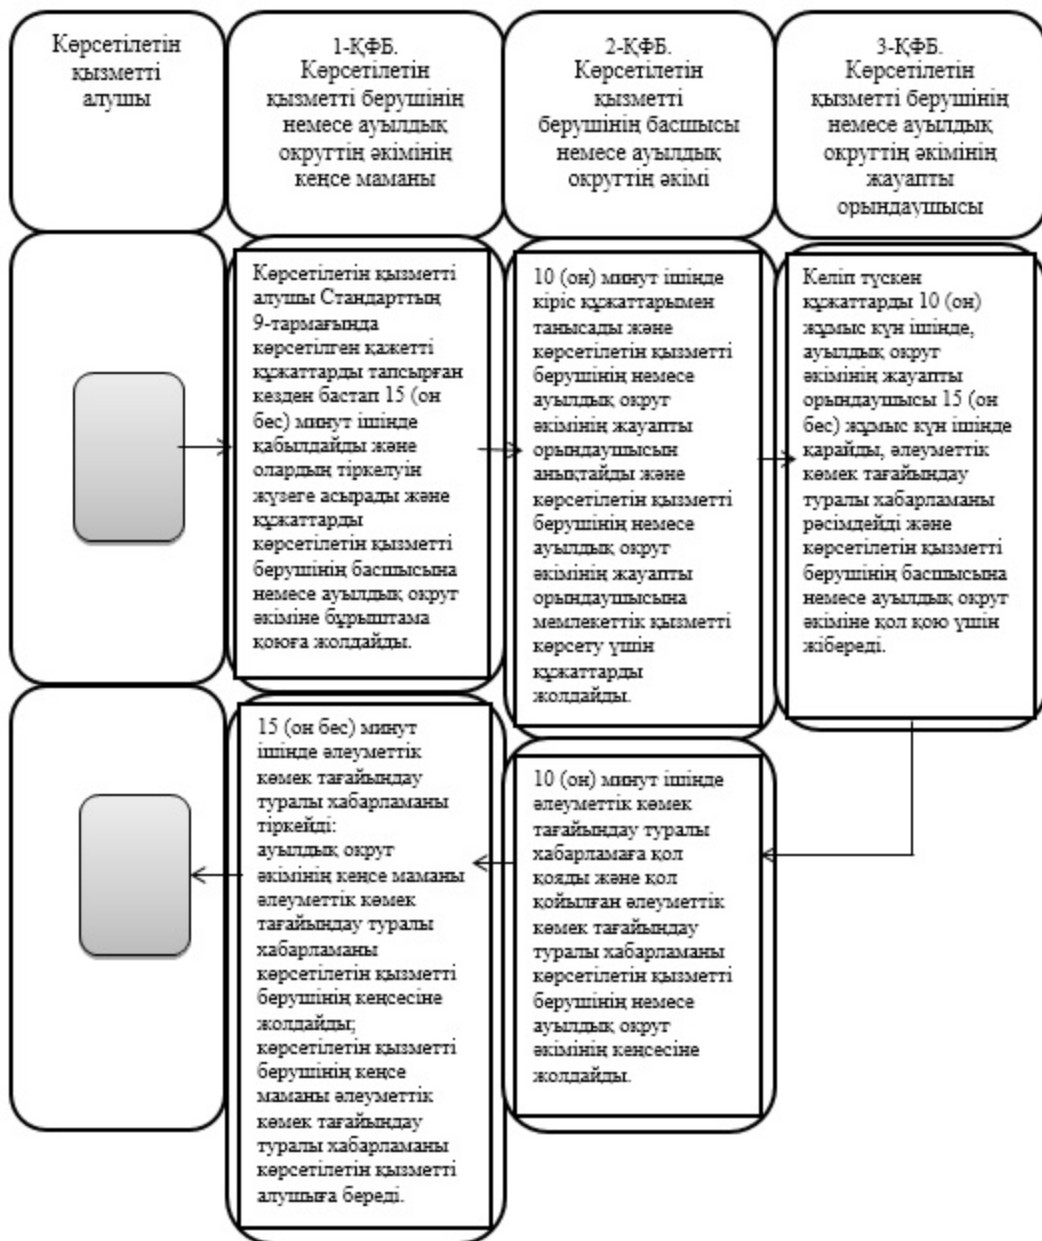 Көрсетілетін
қызметті
алушы
1-ҚФБ.
Көрсетілетін
қызметті берушінің
немесе ауылдық
округтің әкімінің
кеңсе маманы
2-ҚФБ.
Көрсетілетін
қызметті
берушінің басшысы
немесе ауылдық
округтің әкімі
3-ҚФБ.
Көрсетілетін
қызметті берушінің
немесе ауылдық
округтің әкімінің
жауапты
орындаушысы
Көрсетілетін қызметті
алушы Стандарттың
9-тармағында
көрсетілген қажетті
құжаттарды тапсырған
кезден бастап 15 (он
бес) минут ішінде
қабылдайды және
олардың тіркелуін
жүзеге асырады және
құжаттарды
көрсетілетін қызметті
берушінің басшысына
немесе ауылдық округ
әкіміне бұрыштама
қоюға жолдайды.
10 (он) минут ішінде
кіріс құжаттарымен
танысады және
көрсетілетін қызметті
берушінің немесе
ауылдық округ
әкімінің жауапты
орындаушысын
анықтайды және
көрсетілетін қызметті
берушінің немесе
ауылдық округ
әкімінің жауапты
орындаушысына
мемлекеттік қызметті
көрсету үшін
құжаттарды
жолдайды.
Келіп түскен
құжаттарды 10 (он)
жұмыс күн ішінде,
ауылдық округ
әкімінің жауапты
орындаушысы 15 (он
бес) жұмыс күн ішінде
қарайды, әлеуметтік
көмек тағайындау
туралы хабарламаны
рәсімдейді және
көрсетілетін қызметті
берушінің басшысына
немесе ауылдық округ
әкіміне қол қою үшін
жібереді.
15 (он бес) минут
ішінде әлеуметтік
көмек тағайындау
туралы хабарламаны
тіркейді:
ауылдық округ
әкімінің кеңсе маманы
әлеуметтік көмек
тағайындау туралы
хабарламаны
көрсетілетін қызметті
берушінің кеңсесіне
жолдайды;
көрсетілетін қызметті
берушінің кеңсе
маманы әлеуметтік
көмек тағайындау
туралы хабарламаны
көрсетілетін қызметті
алушыға береді.
10 (он) минут ішінде
әлеуметтік көмек
тағайындау туралы
хабарламаға қол
қояды және қол
қойылған әлеуметтік
көмек тағайындау
туралы хабарламаны
көрсетілетін қызметті
берушінің немесе
ауылдық округ
әкімінің кеңсесіне
жолдайды.